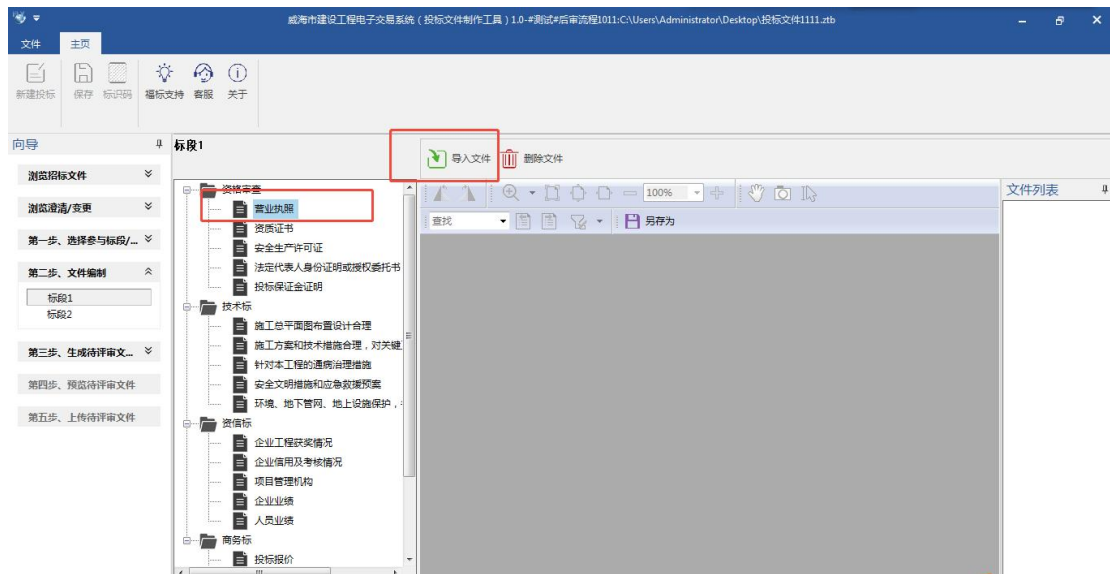 威海市建设工程电子交易系统（投标文件制作工具）1.0-#测试#后审流程1011:C:\Users\Administrator\Desktop\投标文件1111.ztb
文件 主页
新建投标 保存 标识码 福标支持 客服 关于
向导
浏览招标文件
浏览澄清/变更
第一步、选择参与标段/...
第二步、文件编制
标段1
标段2
第三步、生成待评审文...
第四步、预览待评审文件
第五步、上传待评审文件
标段1
资格审查
营业执照
资质证书
安全生产许可证
法定代表人身份证明或授权委托书
投标保证金证明
技术标
施工总平面图布置设计合理
施工方案和技术措施合理，对关键
针对本工程的通病治理措施
安全文明措施和应急救援预案
环境、地下管网、地上设施保护，
资信标
企业工程获奖情况
企业信用及考核情况
项目管理机构
企业业绩
人员业绩
商务标
投标报价
导入文件 删除文件
100%
查找 另存为
文件列表